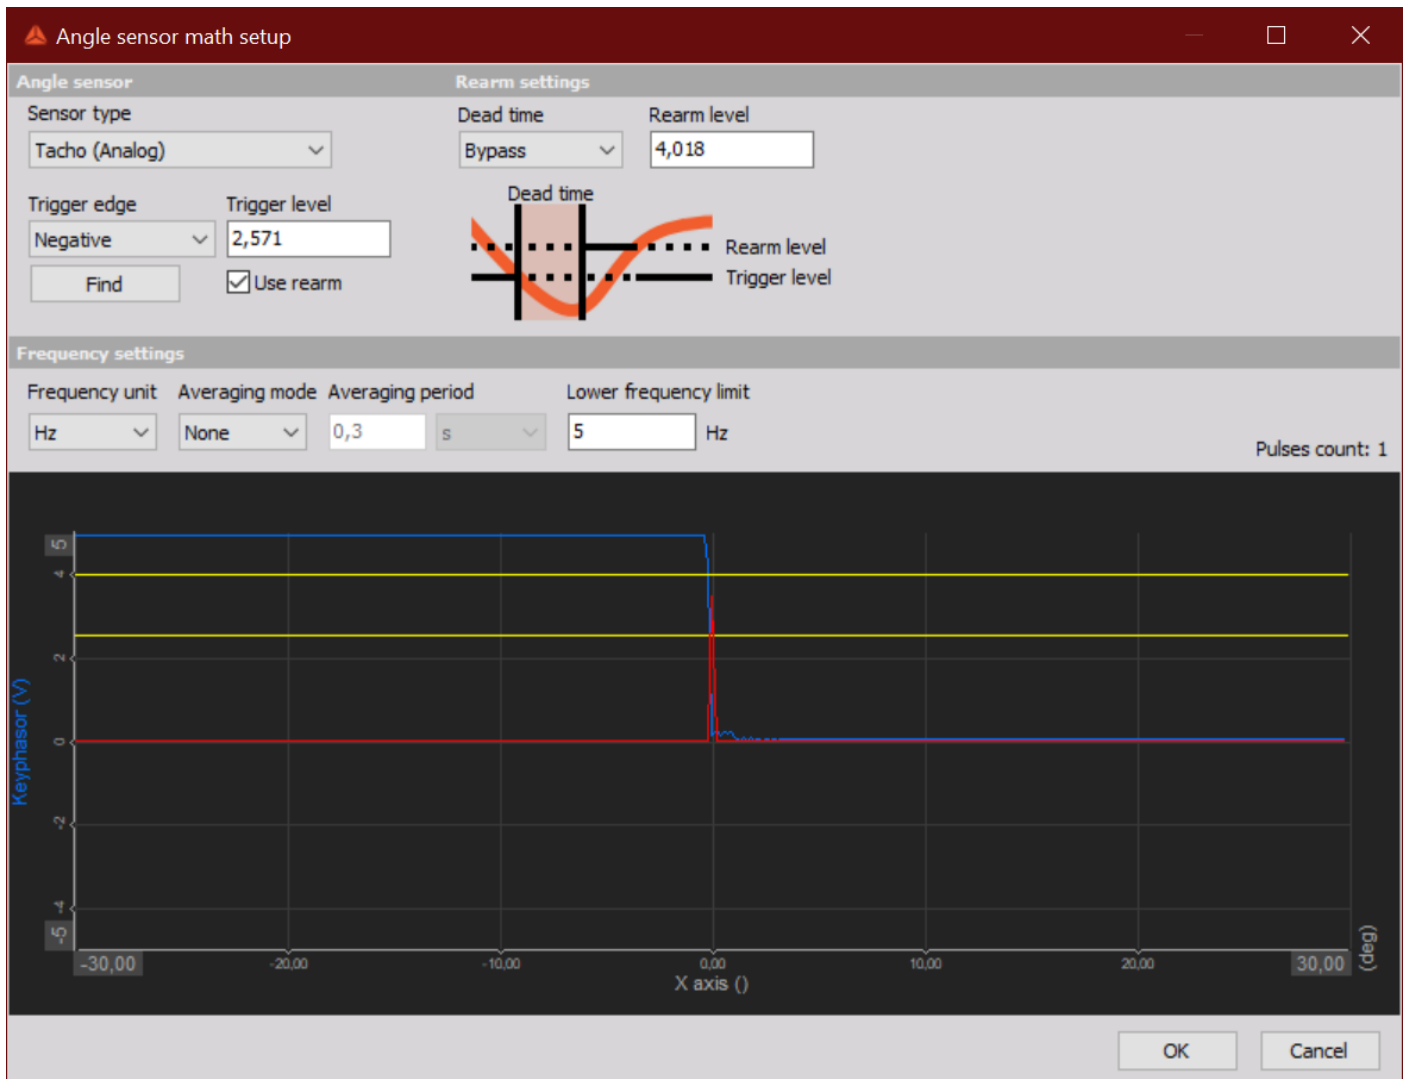 Angle sensor math setup
Angle sensor
Rearm settings
Sensor type
Dead time
Rearm level
Tacho (Analog)
Bypass
4,018
Trigger edge
Trigger level
Dead time
Negative
2,571
Rearm level
Find
Use rearm
Trigger level
Frequency settings
Frequency unit
Averaging mode
Averaging period
Lower frequency limit
Hz
None
0,3
s
5
Hz
Pulses count: 1
5
4
2
0
-2
-4
-5
Keyphasor (V)
-30,00
-20,00
-10,00
0,00
10,00
20,00
30,00
(deg)
X axis ()
OK
Cancel